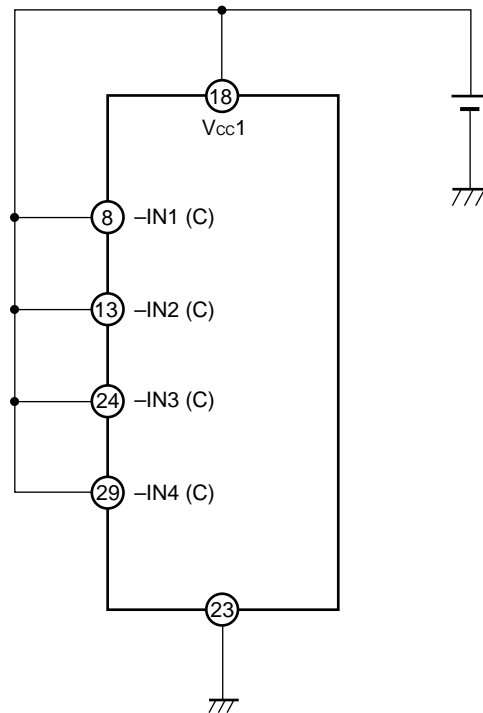 18
Vcc1
8 –IN1 (C)
13 –IN2 (C)
24 –IN3 (C)
29 –IN4 (C)
23